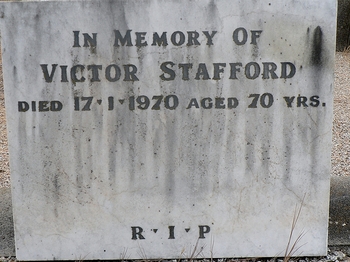 IN MEMORY OF
VICTOR STAFFORD
DIED 17·1·1970 AGED 70 YRS.
R·I·P